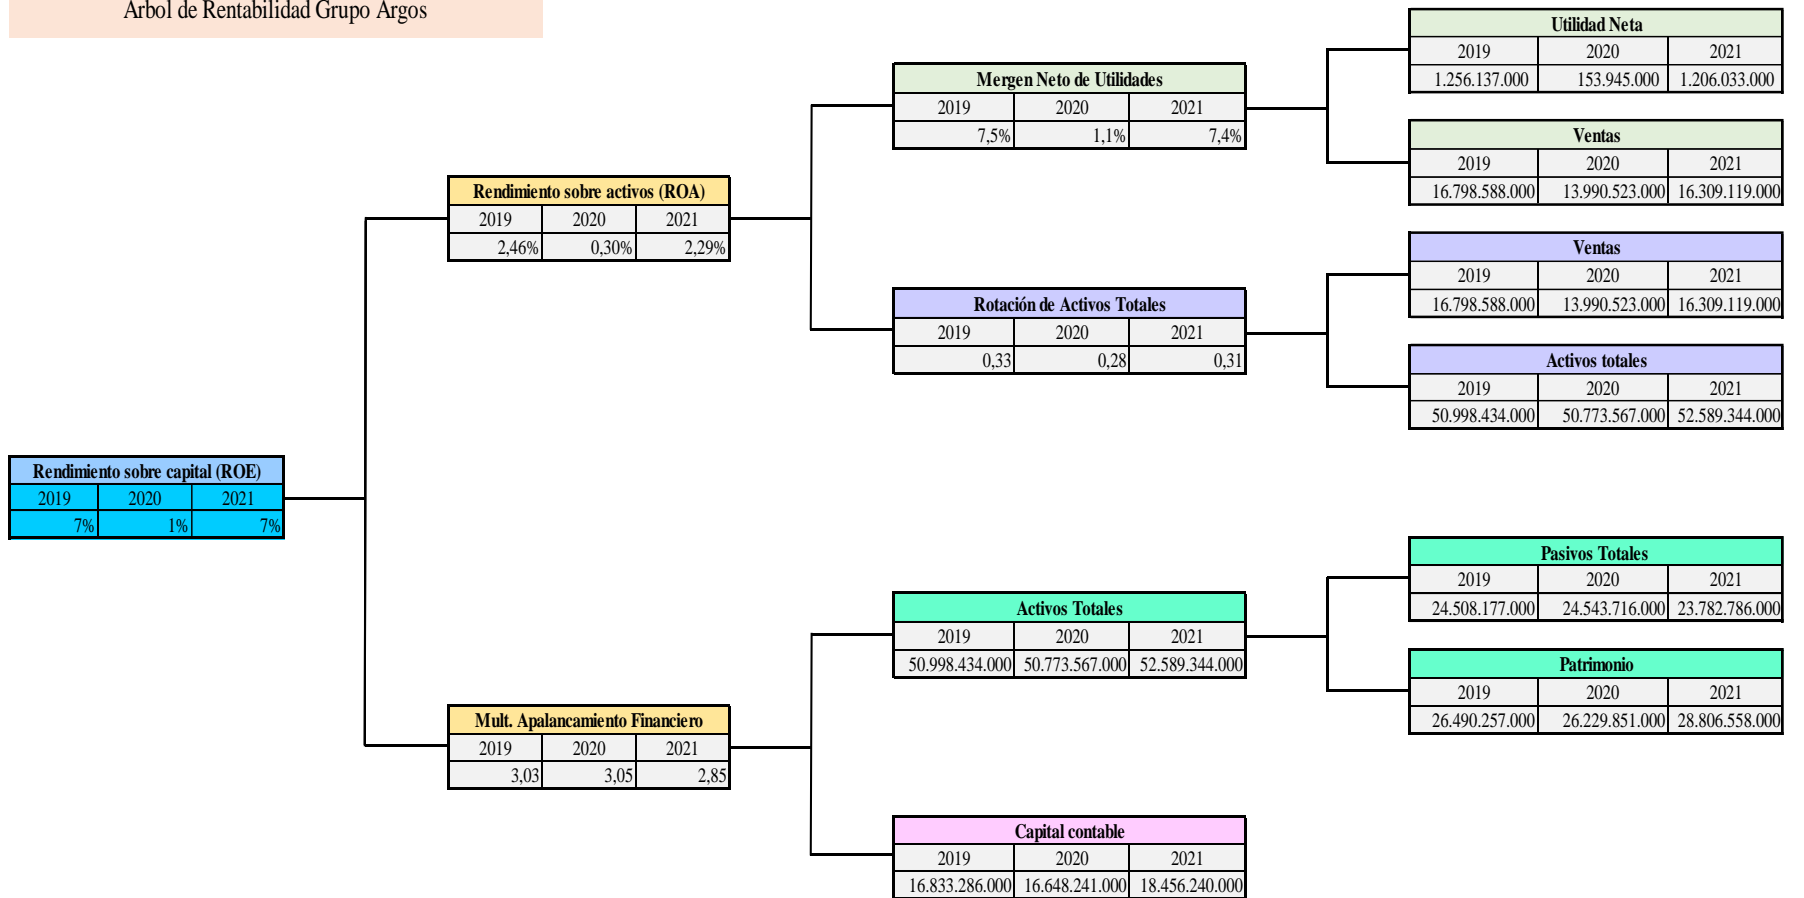 Arbol de Rentabilidad Grupo Argos
Utilidad Neta
2019 2020 2021
1.256.137.000 153.945.000 1.206.033.000
Mergen Neto de Utilidades
2019 2020 2021
7,5% 1,1% 7,4%
Ventas
2019 2020 2021
16.798.588.000 13.990.523.000 16.309.119.000
Rendimiento sobre activos (ROA)
2019 2020 2021
2,46% 0,30% 2,29%
Ventas
2019 2020 2021
16.798.588.000 13.990.523.000 16.309.119.000
Rotación de Activos Totales
2019 2020 2021
0,33 0,28 0,31
Activos totales
2019 2020 2021
50.998.434.000 50.773.567.000 52.589.344.000
Rendimiento sobre capital (ROE)
2019 2020 2021
7% 1% 7%
Pasivos Totales
2019 2020 2021
24.508.177.000 24.543.716.000 23.782.786.000
Activos Totales
2019 2020 2021
50.998.434.000 50.773.567.000 52.589.344.000
Patrimonio
2019 2020 2021
26.490.257.000 26.229.851.000 28.806.558.000
Mult. Apalancamiento Financiero
2019 2020 2021
3,03 3,05 2,85
Capital contable
2019 2020 2021
16.833.286.000 16.648.241.000 18.456.240.000